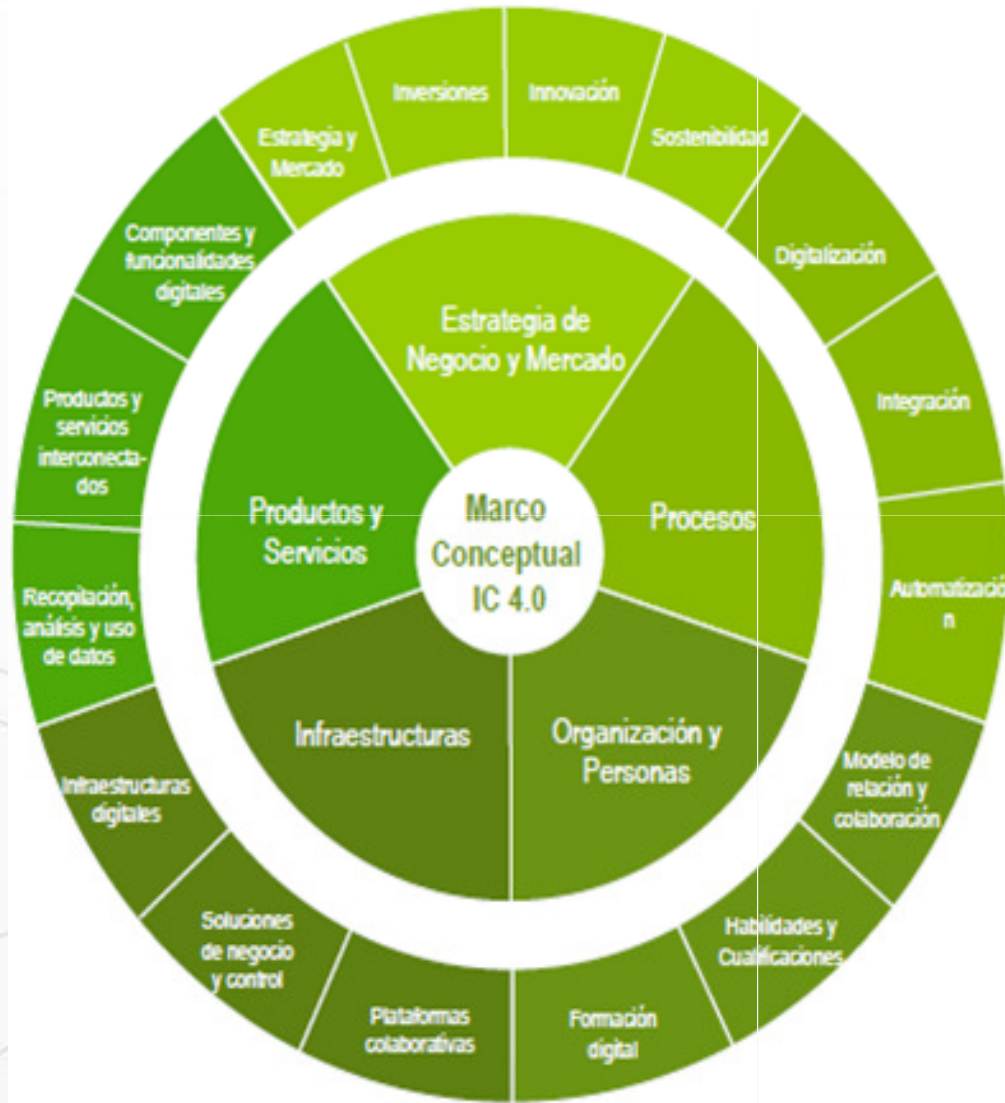 Inversiones
Innovación
Estrategia y
Mercado
Sostenibilidad
Componentes y
funcionalidades
digitales
Digitalización
Estrategia de
Negocio y Mercado
Productos y
servicios
interconecta-
dos
Integración
Productos y
Servicios
Marco
Conceptual
IC 4.0
Procesos
Recopilación,
análisis y uso
de datos
Automatizació
n
Infraestructuras
Organización y
Personas
Infraestructuras
digitales
Modelo de
relación y
colaboración
Soluciones
de negocio
y control
Habilidades y
Cualificaciones
Plataformas
colaborativas
Formación
digital